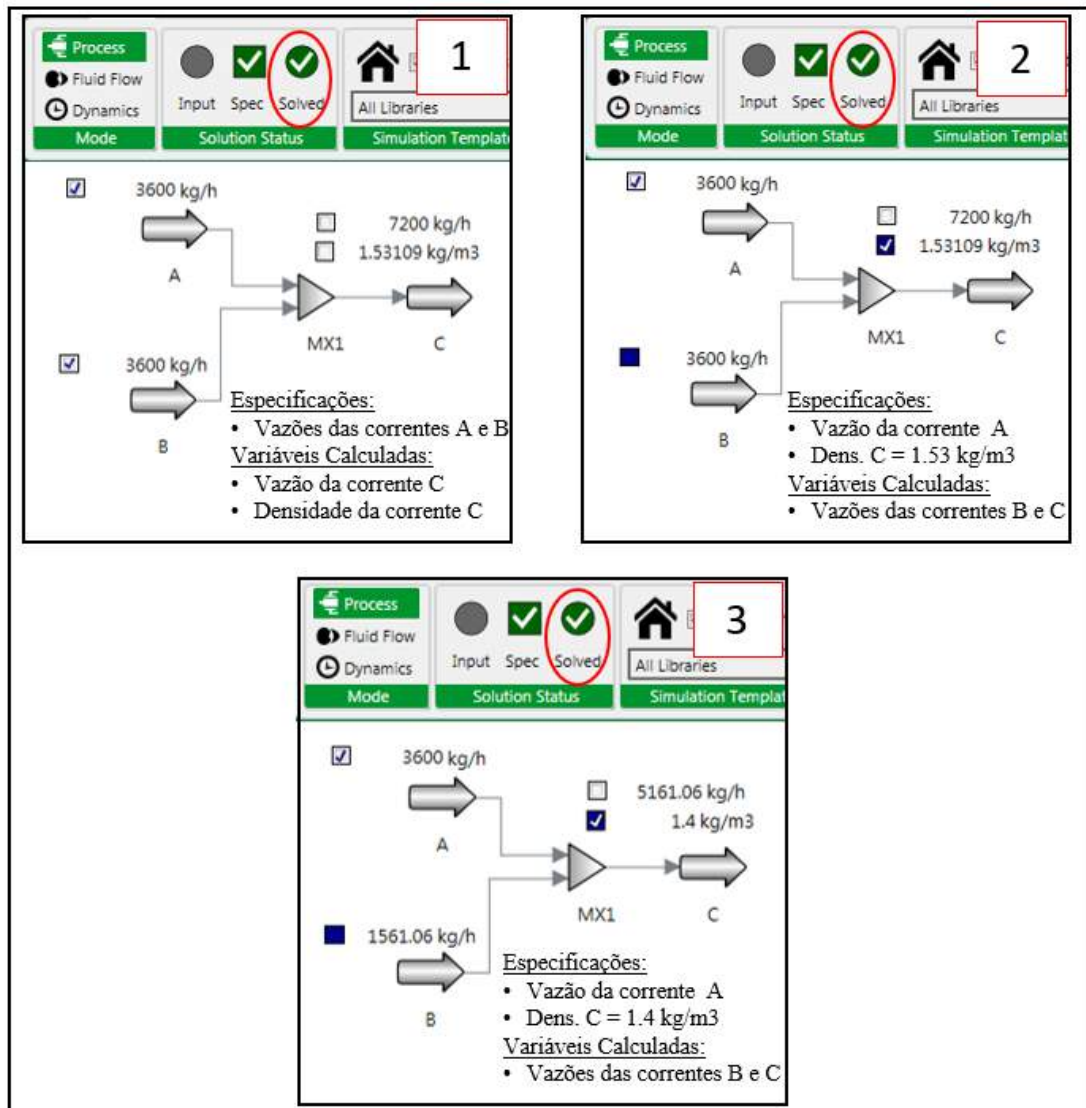 Process
Fluid Flow
Dynamics
Mode
Input Spec Solved
Solution Status
All Libraries
Simulation Templat
1
3600 kg/h
A
7200 kg/h
1.53109 kg/m3
MX1
C
3600 kg/h
B
Especificações:
• Vazões das correntes A e B
Variáveis Calculadas:
• Vazão da corrente C
• Densidade da corrente C
Process
Fluid Flow
Dynamics
Mode
Input Spec Solved
Solution Status
All Libraries
Simulation Templat
2
3600 kg/h
A
7200 kg/h
1.53109 kg/m3
MX1
C
3600 kg/h
B
Especificações:
• Vazão da corrente A
• Dens. C = 1.53 kg/m3
Variáveis Calculadas:
• Vazões das correntes B e C
Process
Fluid Flow
Dynamics
Mode
Input Spec Solved
Solution Status
All Libraries
Simulation Templat
3
3600 kg/h
A
5161.06 kg/h
1.4 kg/m3
MX1
C
1561.06 kg/h
B
Especificações:
• Vazão da corrente A
• Dens. C = 1.4 kg/m3
Variáveis Calculadas:
• Vazões das correntes B e C